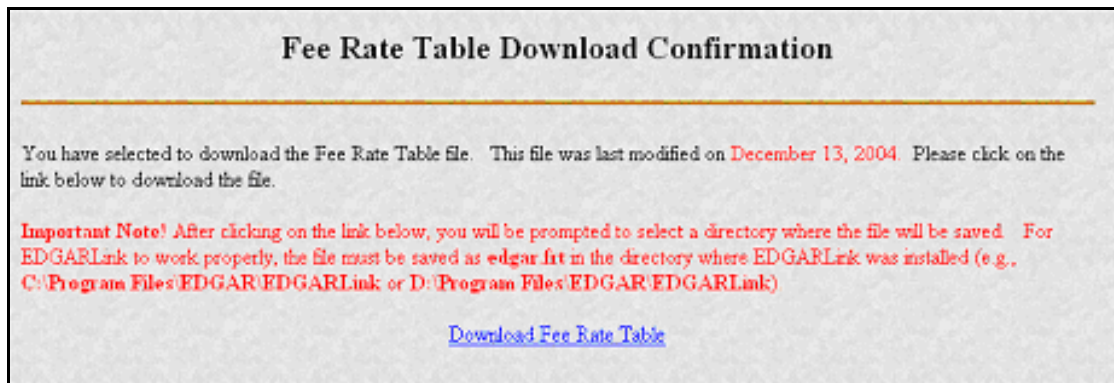 Fee Rate Table Download Confirmation
You have selected to download the Fee Rate Table file. This file was last modified on December 13, 2004. Please click on the
link below to download the file.
Important Note! After clicking on the link below, you will be prompted to select a directory where the file will be saved. For
EDGARLink to work properly, the file must be saved as edgar.frt in the directory where EDGARLink was installed (e.g.,
C:\Program Files\EDGAR\EDGARLink or D:\Program Files\EDGAR\EDGARLink)
Download Fee Rate Table